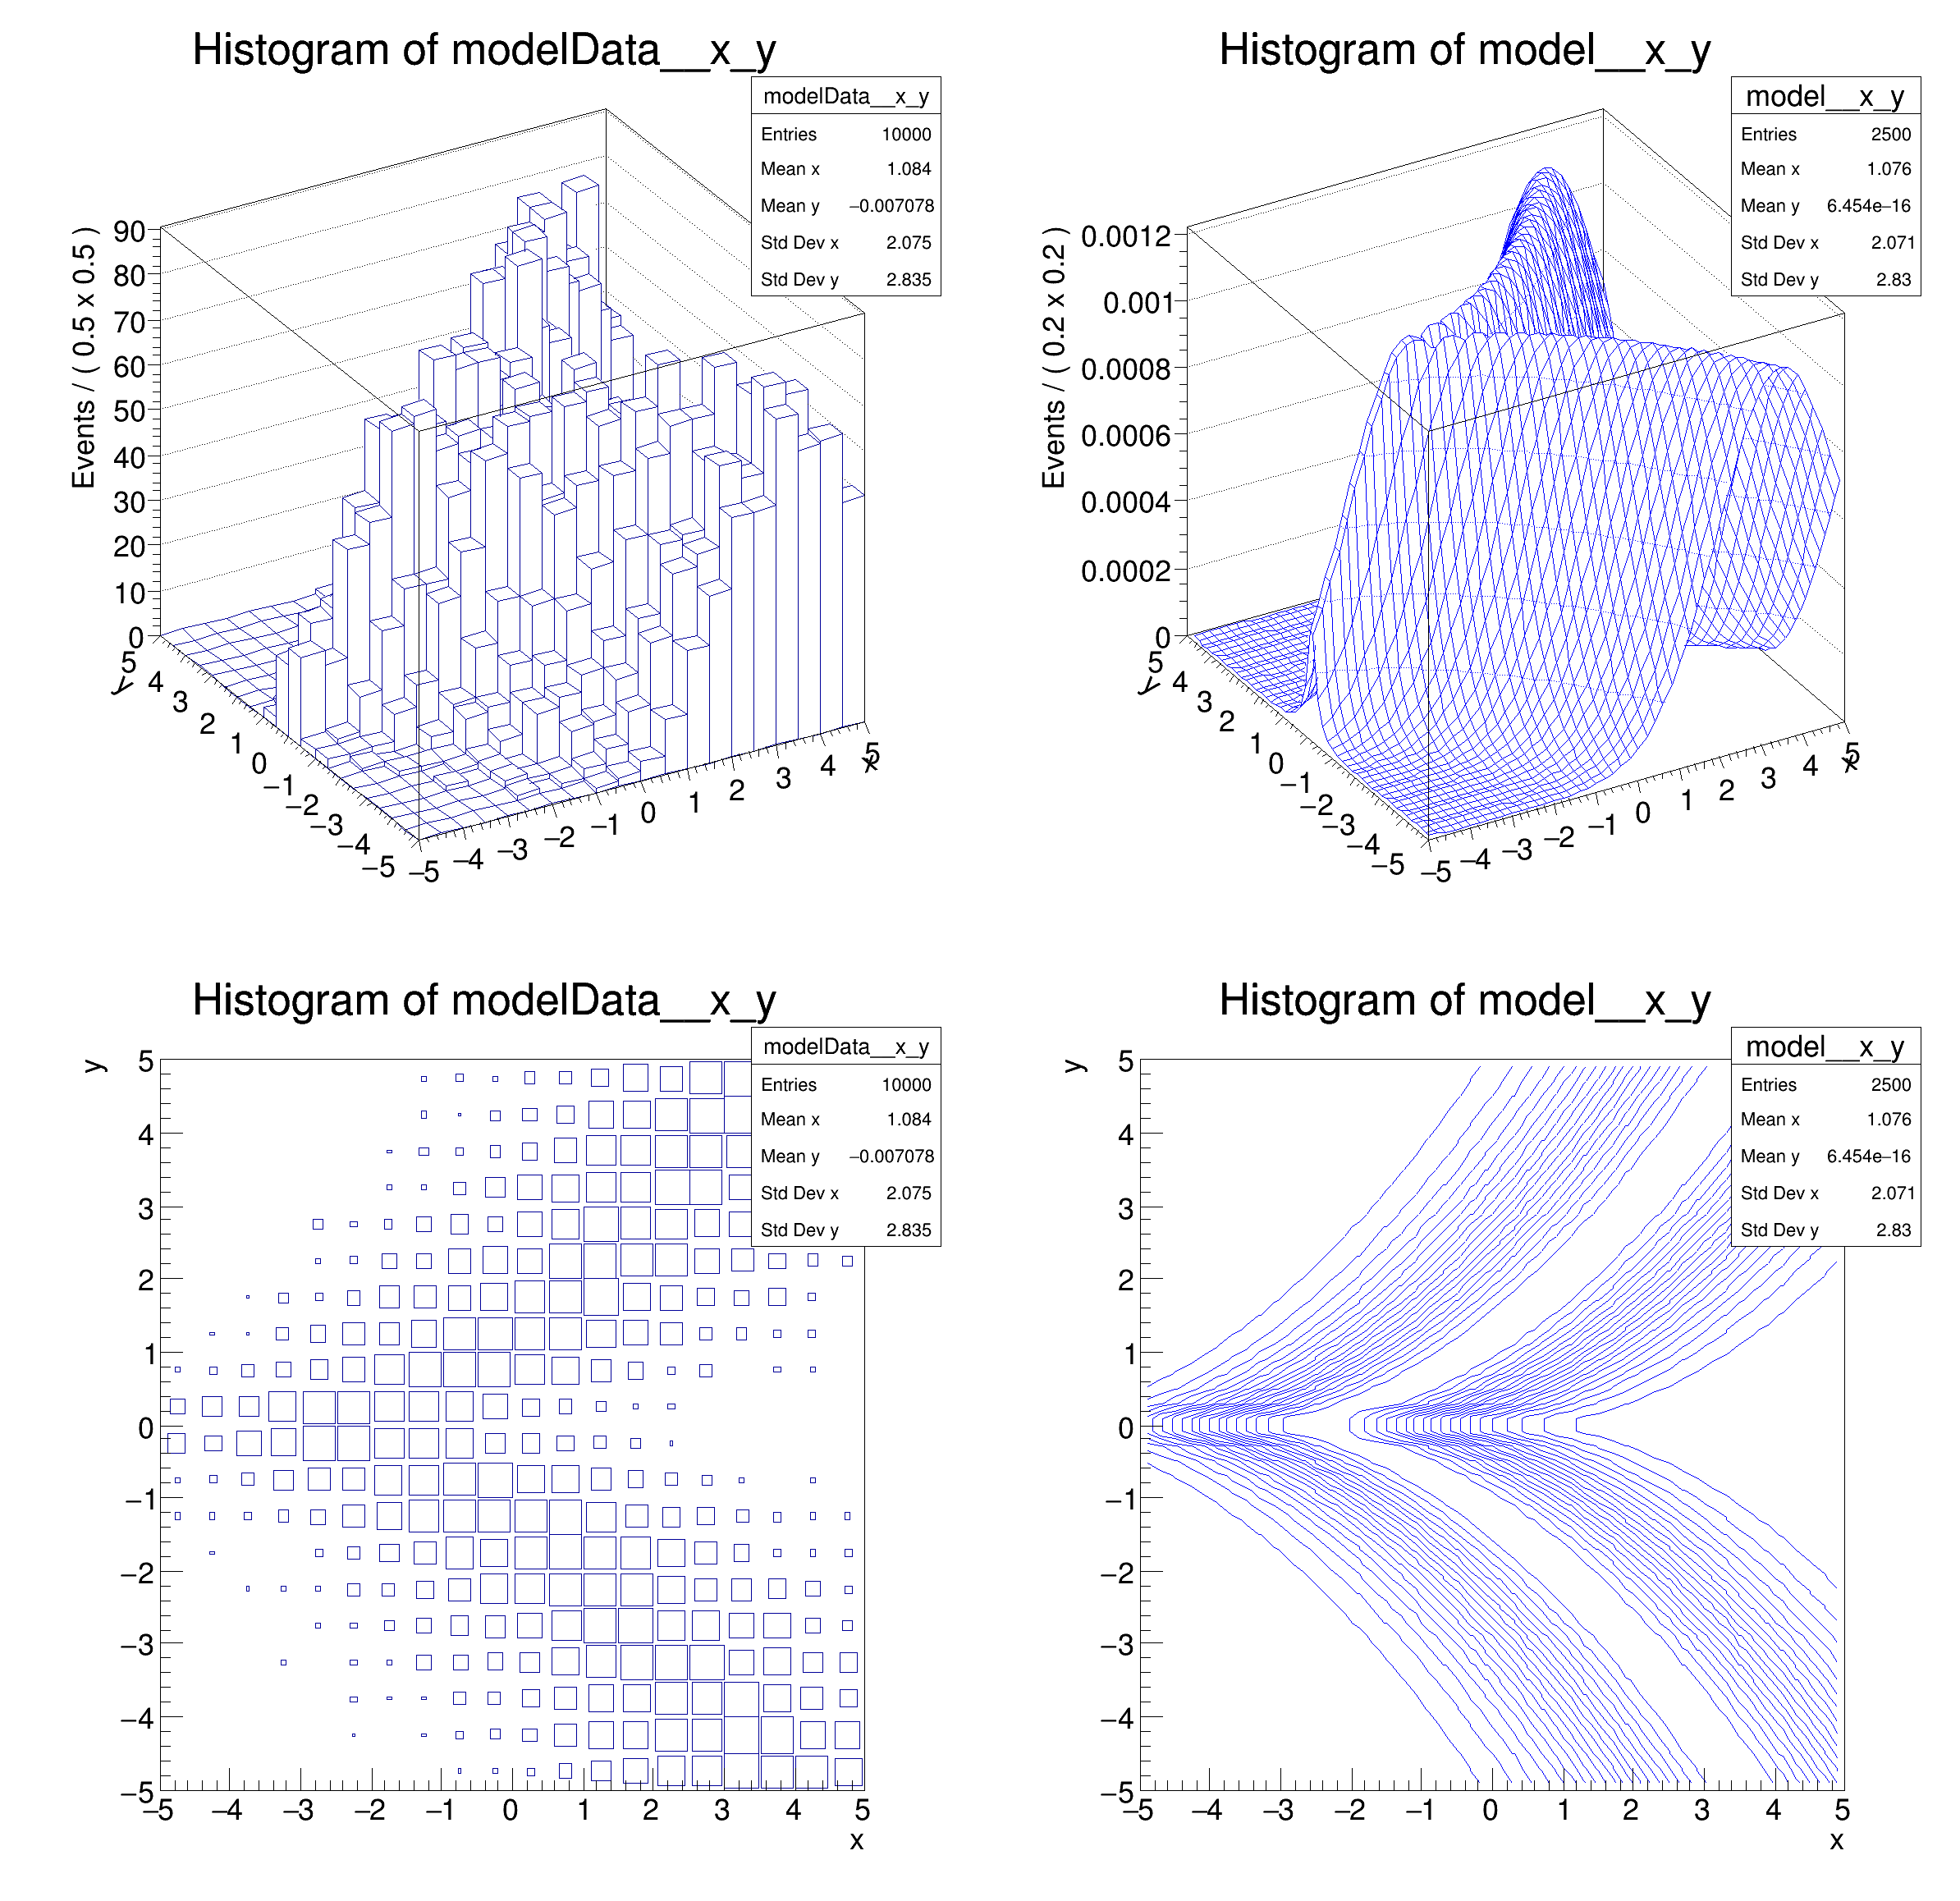 Histogram of modelData__x_y
modelData__x_y
Entries 10000
Mean x 1.084
Mean y −0.007078
Std Dev x 2.075
Std Dev y 2.835
Events / ( 0.5 x 0.5 )
90
80
70
60
50
40
30
20
10
0
y
5 4 3 2 1 0 −1 −2 −3 −4 −5
−5 −4 −3 −2 −1 0 1 2 3 4 5
x
Histogram of model__x_y
model__x_y
Entries 2500
Mean x 1.076
Mean y 6.454e−16
Std Dev x 2.071
Std Dev y 2.83
Events / ( 0.2 x 0.2 )
0.0012
0.001
0.0008
0.0006
0.0004
0.0002
0
y
5 4 3 2 1 0 −1 −2 −3 −4 −5
−5 −4 −3 −2 −1 0 1 2 3 4 5
x
Histogram of modelData__x_y
modelData__x_y
Entries 10000
Mean x 1.084
Mean y −0.007078
Std Dev x 2.075
Std Dev y 2.835
y
5
4
3
2
1
0
−1
−2
−3
−4
−5
−5 −4 −3 −2 −1 0 1 2 3 4 5
x
Histogram of model__x_y
model__x_y
Entries 2500
Mean x 1.076
Mean y 6.454e−16
Std Dev x 2.071
Std Dev y 2.83
y
5
4
3
2
1
0
−1
−2
−3
−4
−5
−5 −4 −3 −2 −1 0 1 2 3 4 5
x